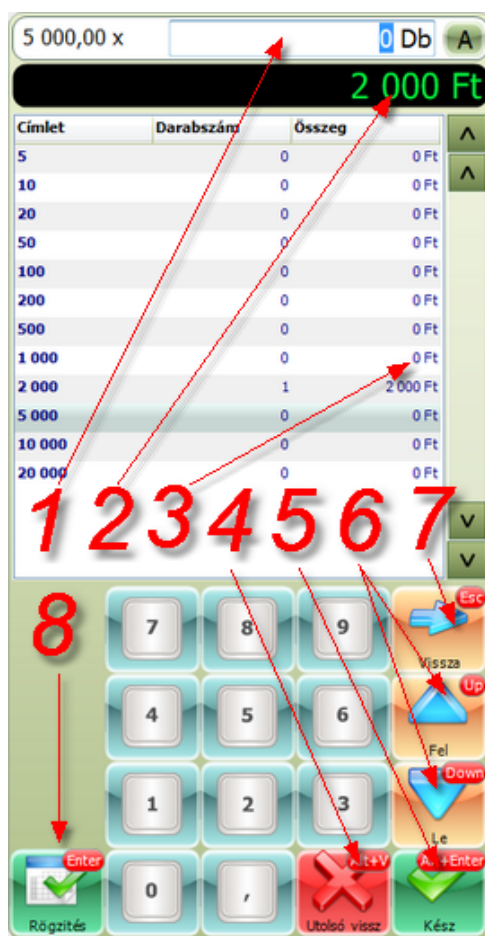 5 000,00 x 0 Db A
2 000 Ft
Címlet Darabszám Összeg
5 0 0 Ft
10 0 0 Ft
20 0 0 Ft
50 0 0 Ft
100 0 0 Ft
200 0 0 Ft
500 0 0 Ft
1 000 0 0 Ft
2 000 1 2 000 Ft
5 000 0 0 Ft
10 000 0 0 Ft
20 000 0 0 Ft
1 2 3 4 5 6 7
8
7 8 9 Esc
Vissza
4 5 6 Up
Fel
1 2 3 Down
Le
Enter 0 , Alt+V Alt+Enter
Rögzítés Utolsó vissz Kész